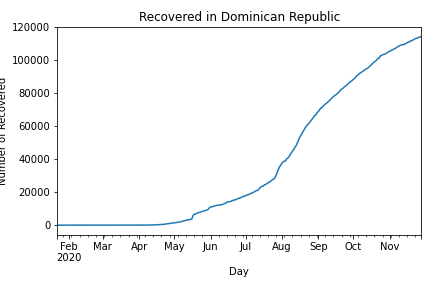 Recovered in Dominican Republic
120000
100000
80000
60000
40000
20000
0
Number of Recovered
Feb Mar Apr May Jun Jul Aug Sep Oct Nov
2020
Day